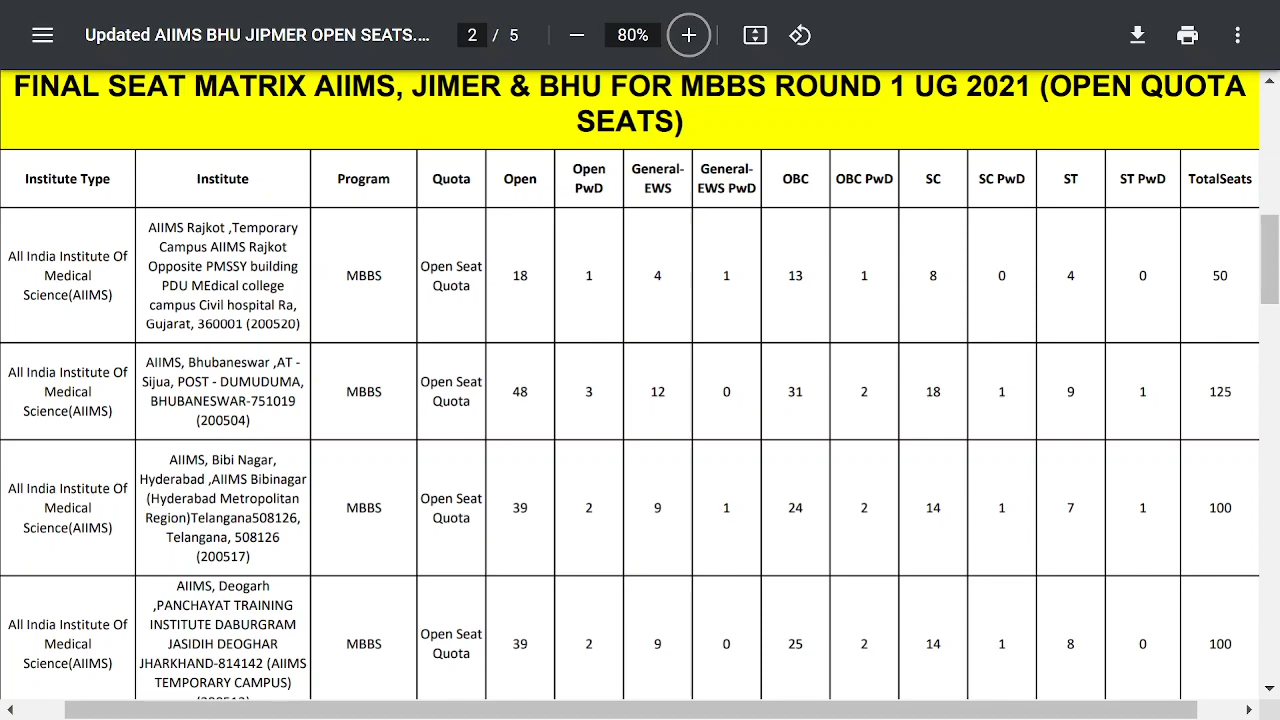 Updated AIIMS BHU JIPMER OPEN SEATS.... 2 / 5 80%
FINAL SEAT MATRIX AIIMS, JIMER & BHU FOR MBBS ROUND 1 UG 2021 (OPEN QUOTA
SEATS)
Institute Type Institute Program Quota Open Open PwD General-EWS General-EWS PwD OBC OBC PwD SC SC PwD ST ST PwD TotalSeats
All India Institute Of
Medical
Science(AIIMS)
AIIMS Rajkot ,Temporary
Campus AIIMS Rajkot
Opposite PMSSY building
PDU MEdical college
campus Civil hospital Ra,
Gujarat, 360001 (200520)
MBBS
Open Seat
Quota
18 1 4 1 13 1 8 0 4 0 50
All India Institute Of
Medical
Science(AIIMS)
AIIMS, Bhubaneswar ,AT -
Sijua, POST - DUMUDUMA,
BHUBANESWAR-751019
(200504)
MBBS
Open Seat
Quota
48 3 12 0 31 2 18 1 9 1 125
All India Institute Of
Medical
Science(AIIMS)
AIIMS, Bibi Nagar,
Hyderabad ,AIIMS Bibinagar
(Hyderabad Metropolitan
Region)Telangana508126,
Telangana, 508126
(200517)
MBBS
Open Seat
Quota
39 2 9 1 24 2 14 1 7 1 100
All India Institute Of
Medical
Science(AIIMS)
AIIMS, Deogarh
,PANCHAYAT TRAINING
INSTITUTE DABURGRAM
JASIDIH DEOGHAR
JHARKHAND-814142 (AIIMS
TEMPORARY CAMPUS)
MBBS
Open Seat
Quota
39 2 9 0 25 2 14 1 8 0 100